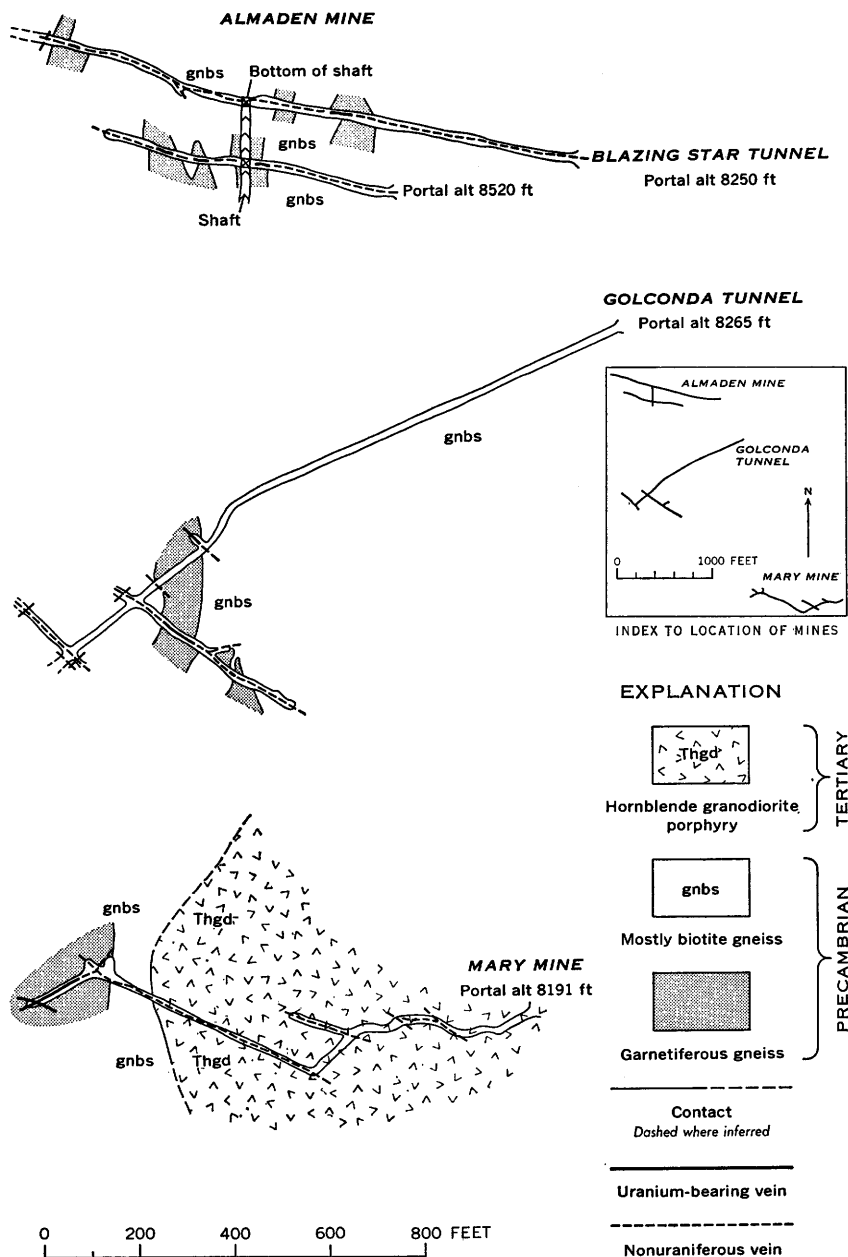 ALMADEN MINE
gnbs
Bottom of shaft
gnbs
BLAZING STAR TUNNEL
Portal alt 8250 ft
Portal alt 8520 ft
gnbs
Shaft
GOLCONDA TUNNEL
Portal alt 8265 ft
gnbs
gnbs
ALMADEN MINE
GOLCONDA
TUNNEL
N
0 1000 FEET
MARY MINE
INDEX TO LOCATION OF MINES
gnbs
Thgd
MARY MINE
Portal alt 8191 ft
gnbs
Thgd
EXPLANATION
Thgd
Hornblende granodiorite
porphyry
TERTIARY
gnbs
Mostly biotite gneiss
Garnetiferous gneiss
PRECAMBRIAN
Contact
Dashed where inferred
Uranium-bearing vein
Nonuraniferous vein
0 200 400 600 800 FEET